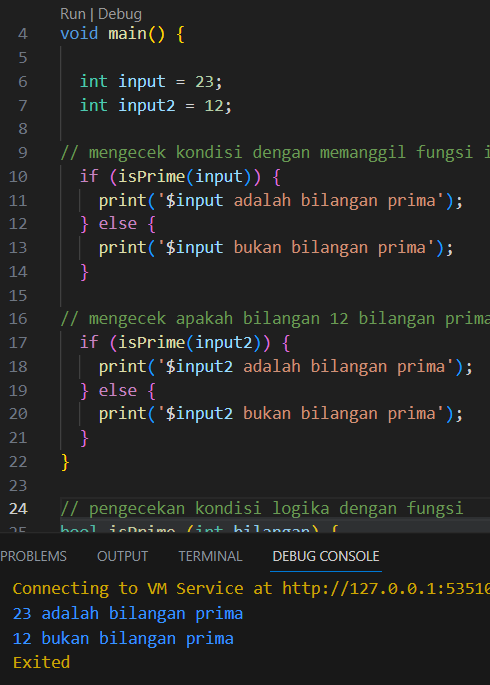 Run | Debug
4 void main() {
5
6 int input = 23;
7 int input2 = 12;
8
9 // mengecek kondisi dengan memanggil fungsi i
10 if (isPrime(input)) {
11 print('$input adalah bilangan prima');
12 } else {
13 print('$input bukan bilangan prima');
14 }
15
16 // mengecek apakah bilangan 12 bilangan prima
17 if (isPrime(input2)) {
18 print('$input2 adalah bilangan prima');
19 } else {
20 print('$input2 bukan bilangan prima');
21 }
22 }
23
24 // pengecekan kondisi logika dengan fungsi
25 bool isPrime (int bilangan) {
PROBLEMS OUTPUT TERMINAL DEBUG CONSOLE
Connecting to VM Service at http://127.0.0.1:53510
23 adalah bilangan prima
12 bukan bilangan prima
Exited